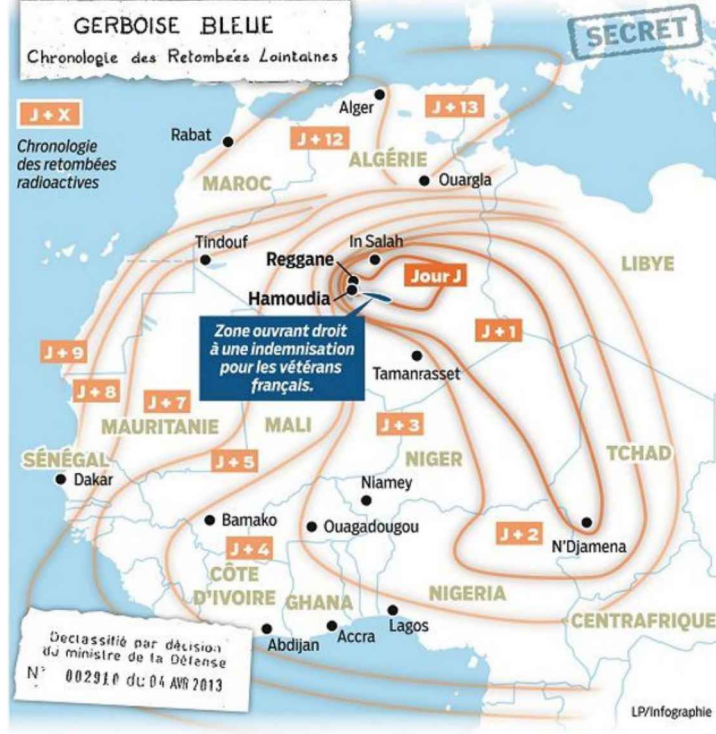 GERBOISE BLEUE
Chronologie des Retombées Lointaines
SECRET
J + X
Chronologie
des retombées
radioactives
Alger
J + 13
Rabat
J + 12
ALGÉRIE
MAROC
Ouargla
Tindouf
In Salah
Reggane
Jour J
LIBYE
Hamoudia
Zone ouvrant droit
à une indemnisation
pour les vétérans
français.
J + 1
J + 9
Tamanrasset
J + 8
J + 7
MAURITANIE
MALI
J + 3
TCHAD
SÉNÉGAL
J + 5
NIGER
Dakar
Niamey
Bamako
Ouagadougou
J + 2
N'Djamena
J + 4
CÔTE
D'IVOIRE
GHANA
NIGERIA
Lagos
CENTRAFRIQUE
Abdijan
Accra
Declassifié par décision
du ministre de la Défense
N° 002910 du 04 AVR 2013
LP/Infographie